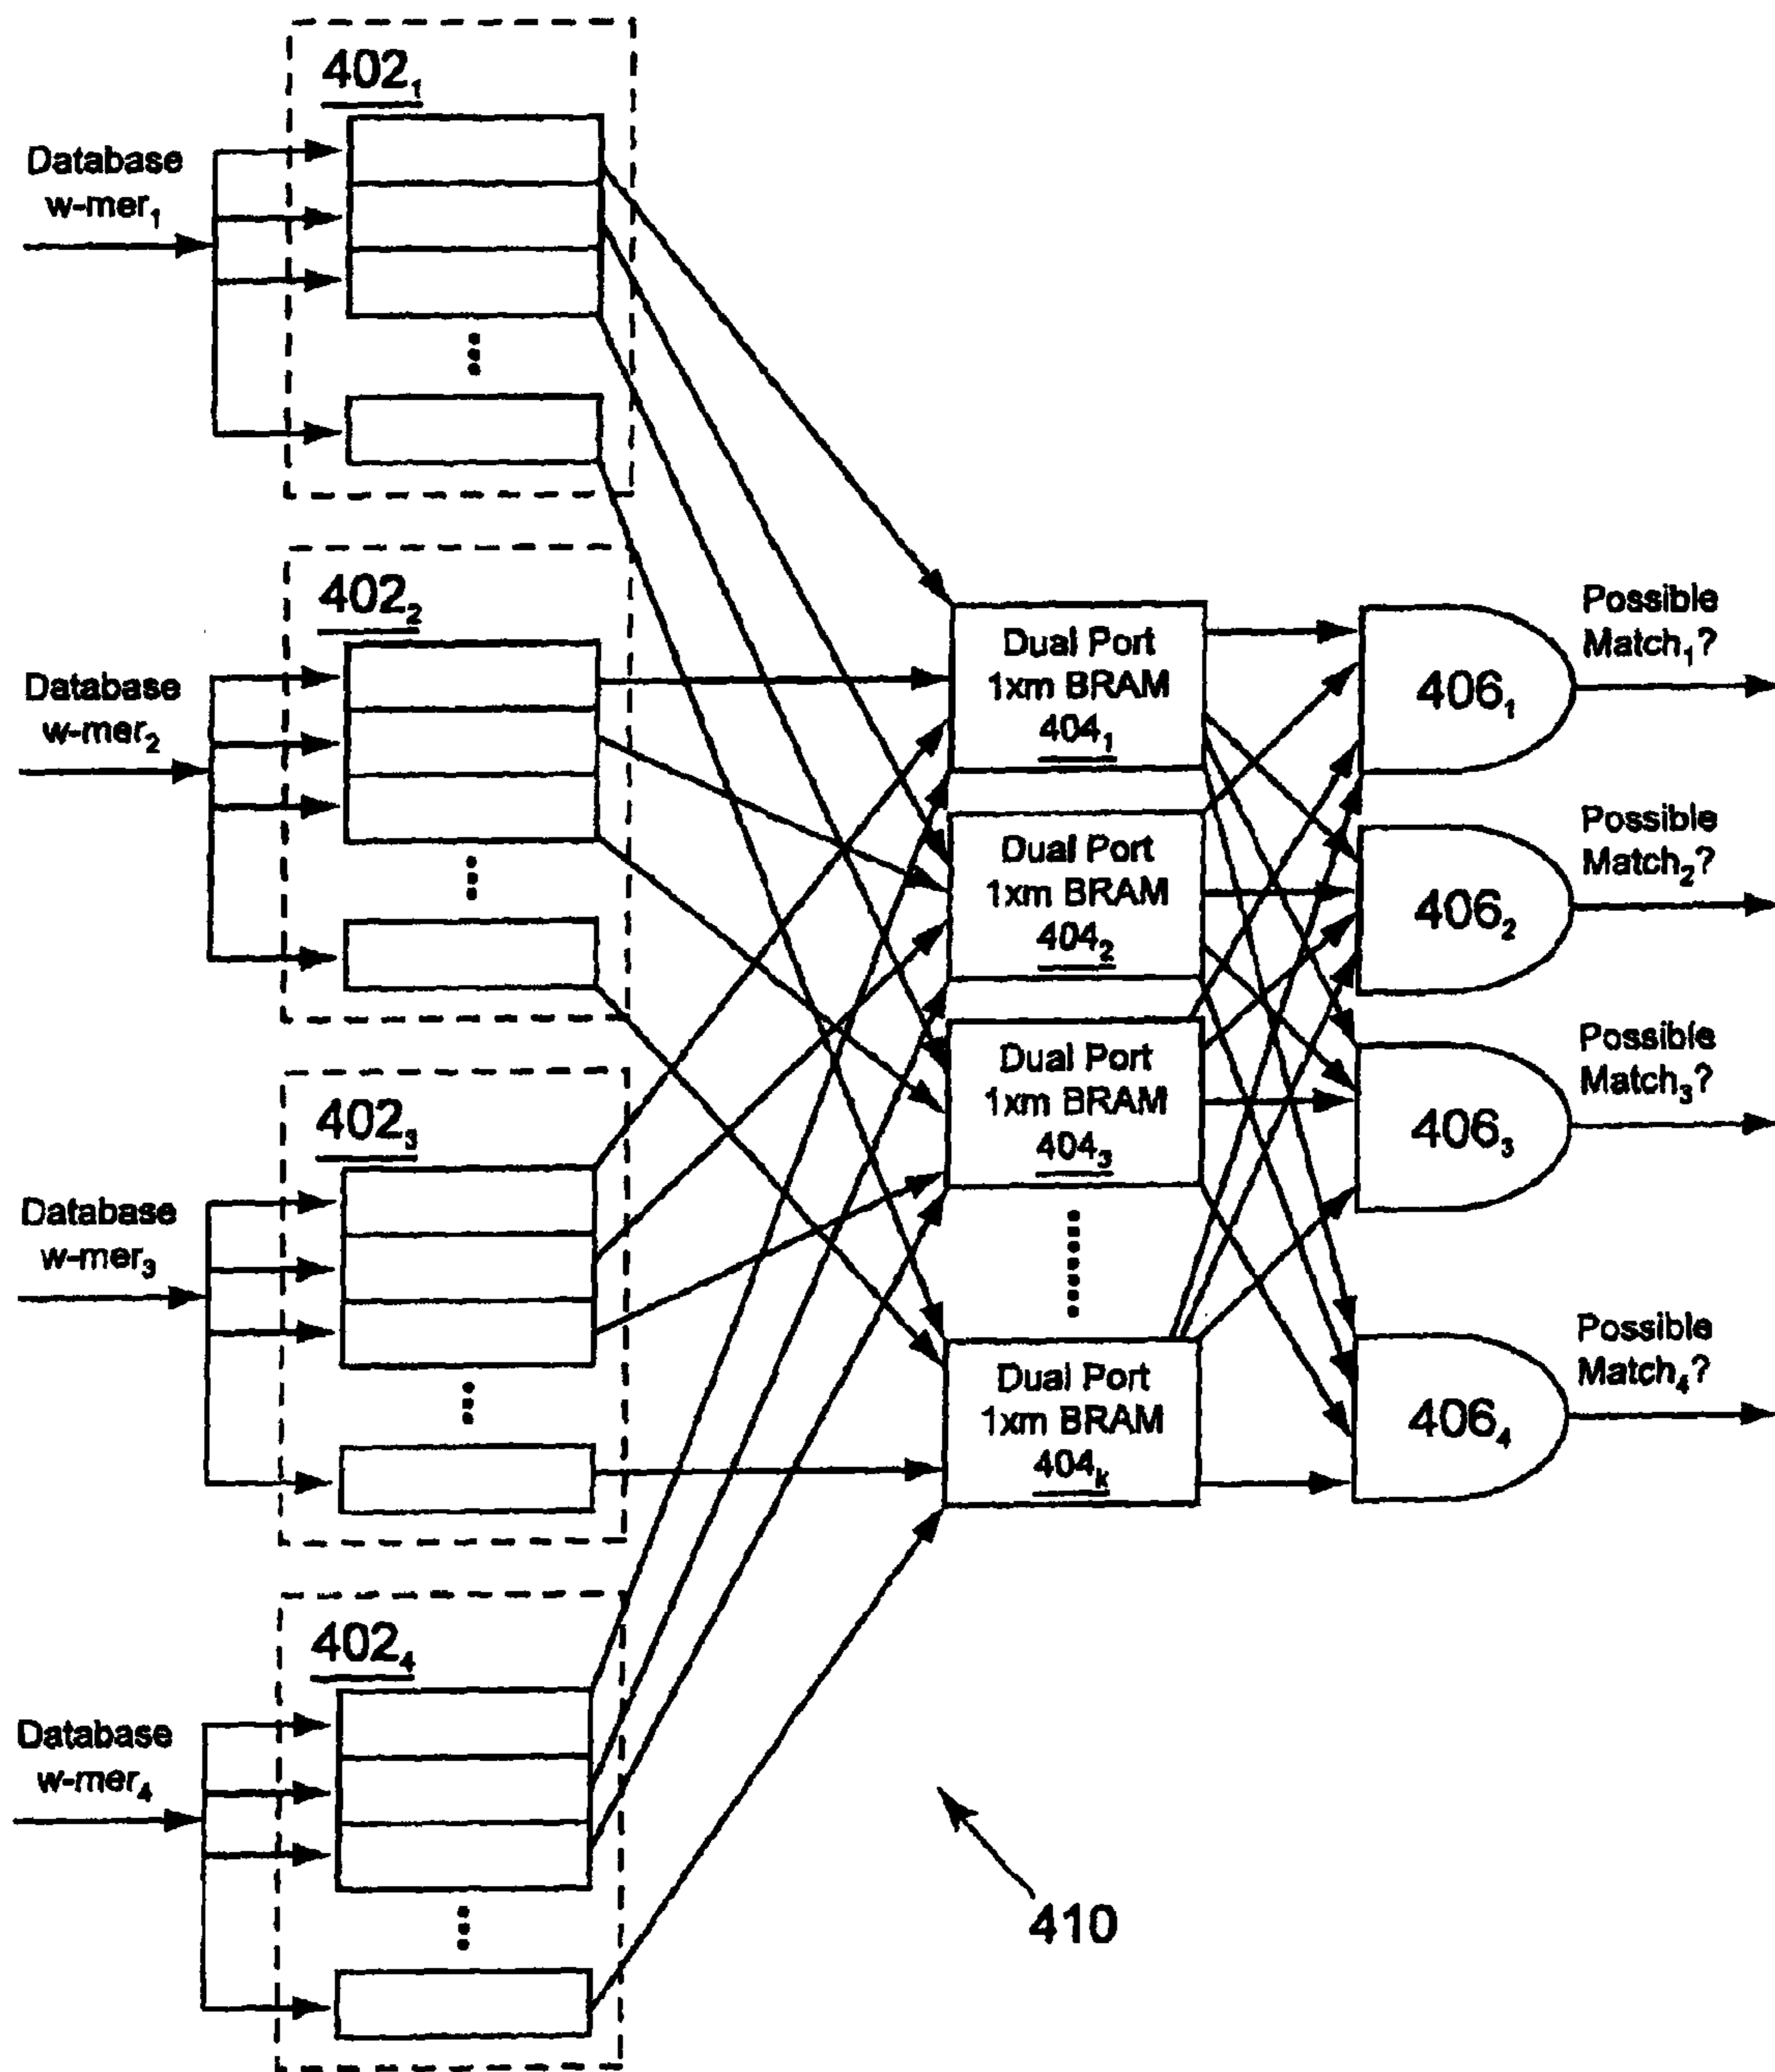 402₁
Database
w-mer₁
402₂
Database
w-mer₂
402₃
Database
w-mer₃
402₄
Database
w-mer₄
Dual Port
1xm BRAM
404₁
Dual Port
1xm BRAM
404₂
Dual Port
1xm BRAM
404₃
Dual Port
1xm BRAM
404ₖ
406₁
Possible
Match₁?
406₂
Possible
Match₂?
406₃
Possible
Match₃?
406₄
Possible
Match₄?
410